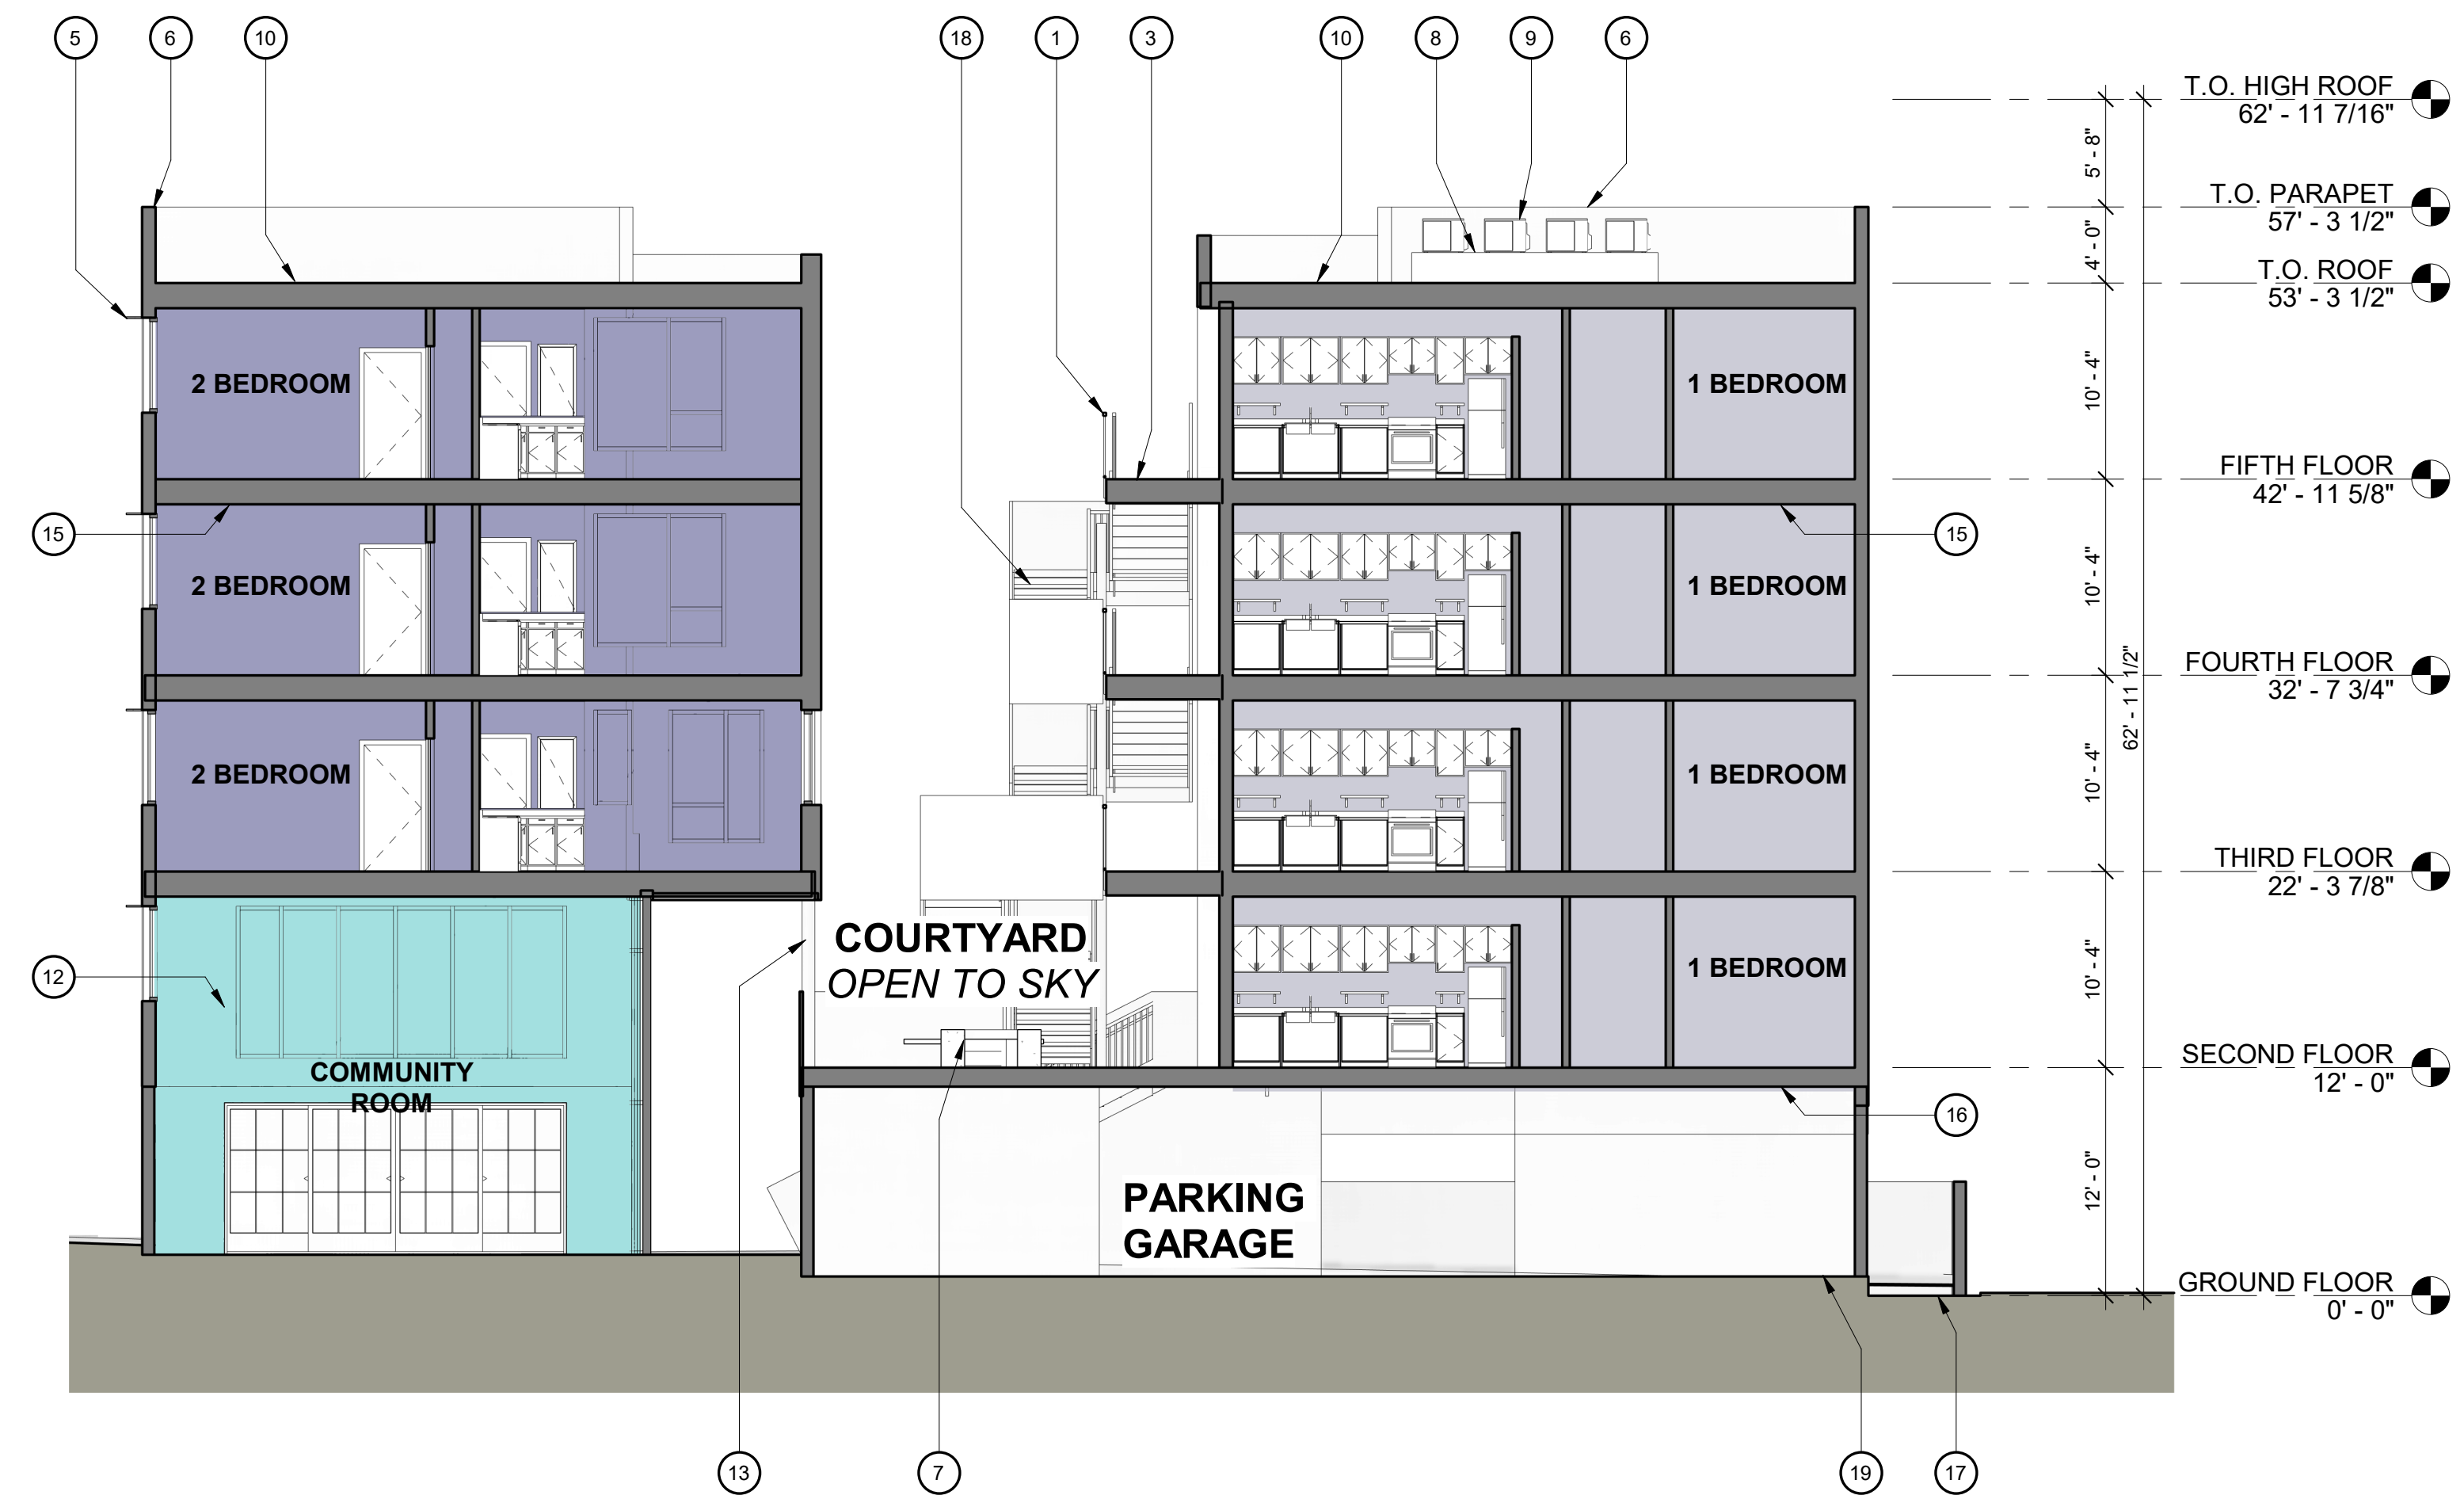 5 6 10 18 1 3 10 8 9 6
T.O. HIGH ROOF
62' - 11 7/16"
5' - 8"
T.O. PARAPET
57' - 3 1/2"
4' - 0"
T.O. ROOF
53' - 3 1/2"
2 BEDROOM
1 BEDROOM
10' - 4"
FIFTH FLOOR
42' - 11 5/8"
15
15
2 BEDROOM
1 BEDROOM
10' - 4"
FOURTH FLOOR
32' - 7 3/4"
62' - 11 1/2"
2 BEDROOM
1 BEDROOM
10' - 4"
THIRD FLOOR
22' - 3 7/8"
COURTYARD
OPEN TO SKY
12
1 BEDROOM
10' - 4"
SECOND FLOOR
12' - 0"
COMMUNITY
ROOM
16
PARKING
GARAGE
12' - 0"
GROUND FLOOR
0' - 0"
13 7 19 17